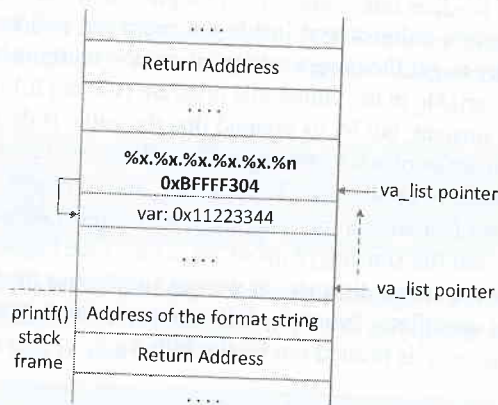 ....
Return Adddress
....
%x.%x.%x.%x.%x.%n
0xBFFFF304
va_list pointer
var: 0x11223344
....
va_list pointer
printf()
stack
frame
Address of the format string
Return Address
....